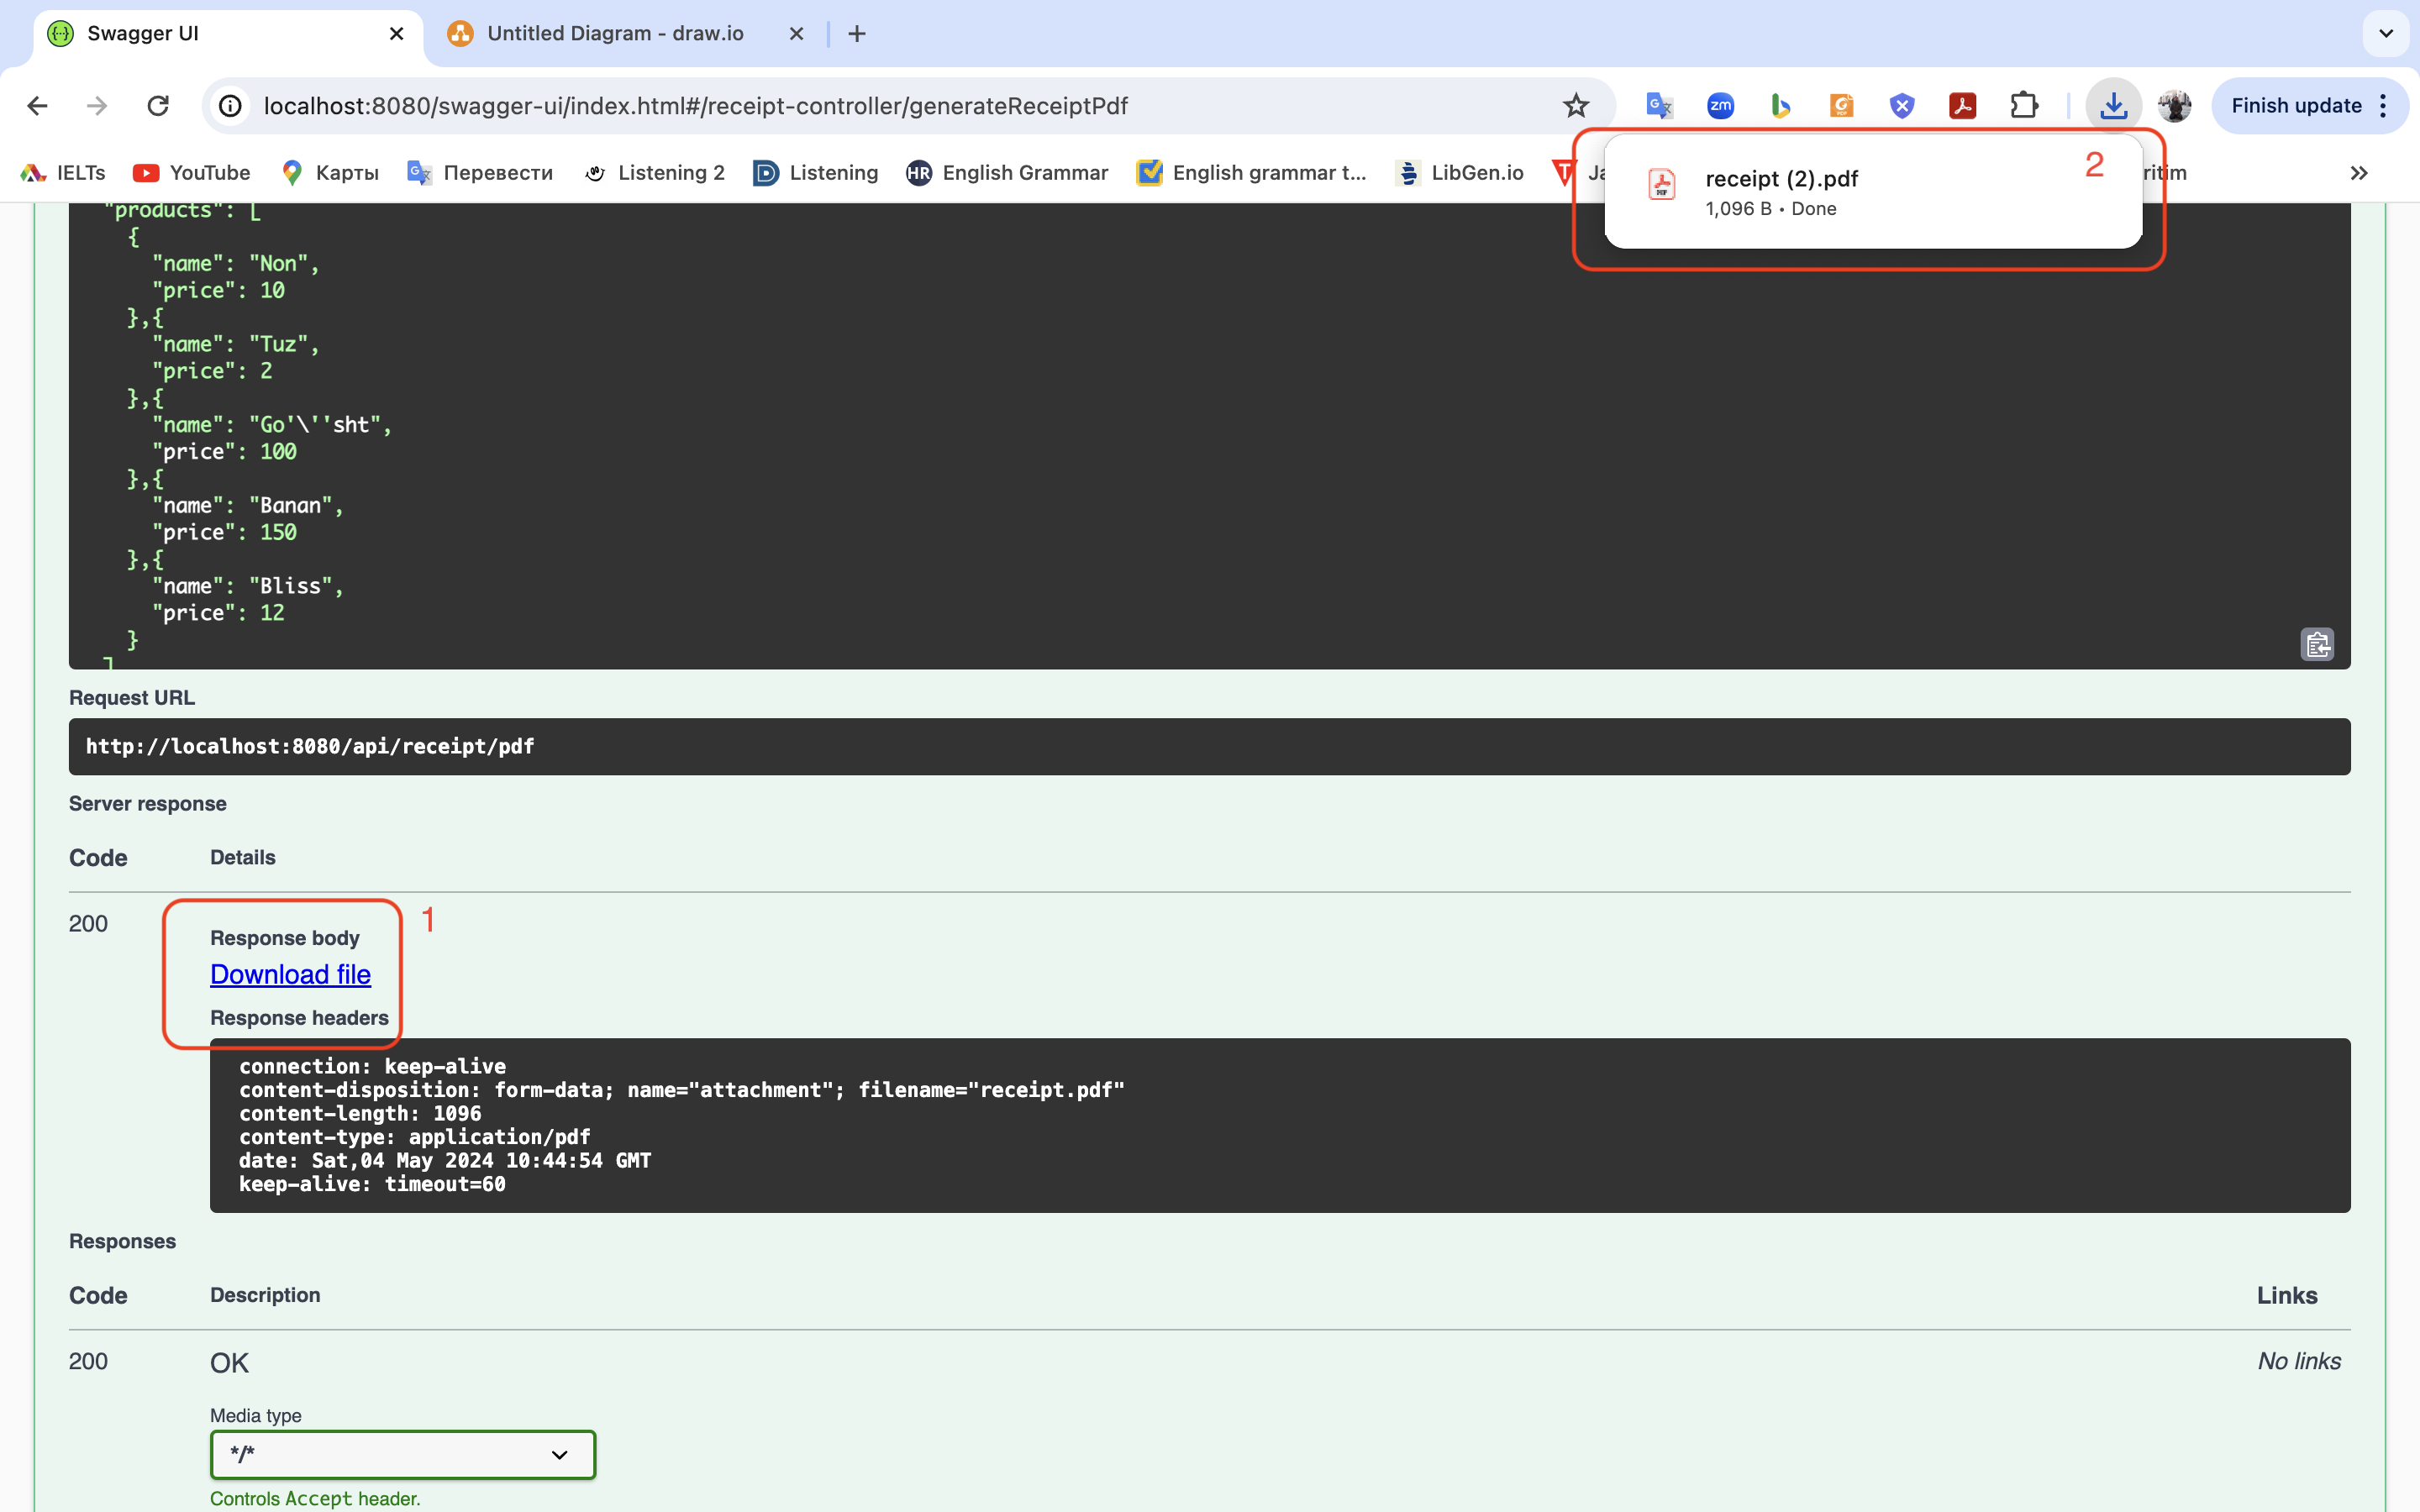 Swagger UI
Untitled Diagram - draw.io
localhost:8080/swagger-ui/index.html#/receipt-controller/generateReceiptPdf
Finish update
IELTs
YouTube
Карты
Перевести
Listening 2
Listening
English Grammar
English grammar t...
LibGen.io
Ja
ritim
receipt (2).pdf
1,096 B • Done
2
"products": [
{
"name": "Non",
"price": 10
},{
"name": "Tuz",
"price": 2
},{
"name": "Go'\''sht",
"price": 100
},{
"name": "Banan",
"price": 150
},{
"name": "Bliss",
"price": 12
}
]
Request URL
http://localhost:8080/api/receipt/pdf
Server response
Code Details
200
1
Response body
Download file
Response headers
connection: keep-alive
content-disposition: form-data; name="attachment"; filename="receipt.pdf"
content-length: 1096
content-type: application/pdf
date: Sat,04 May 2024 10:44:54 GMT
keep-alive: timeout=60
Responses
Code Description Links
200 OK No links
Media type
*/*
Controls Accept header.